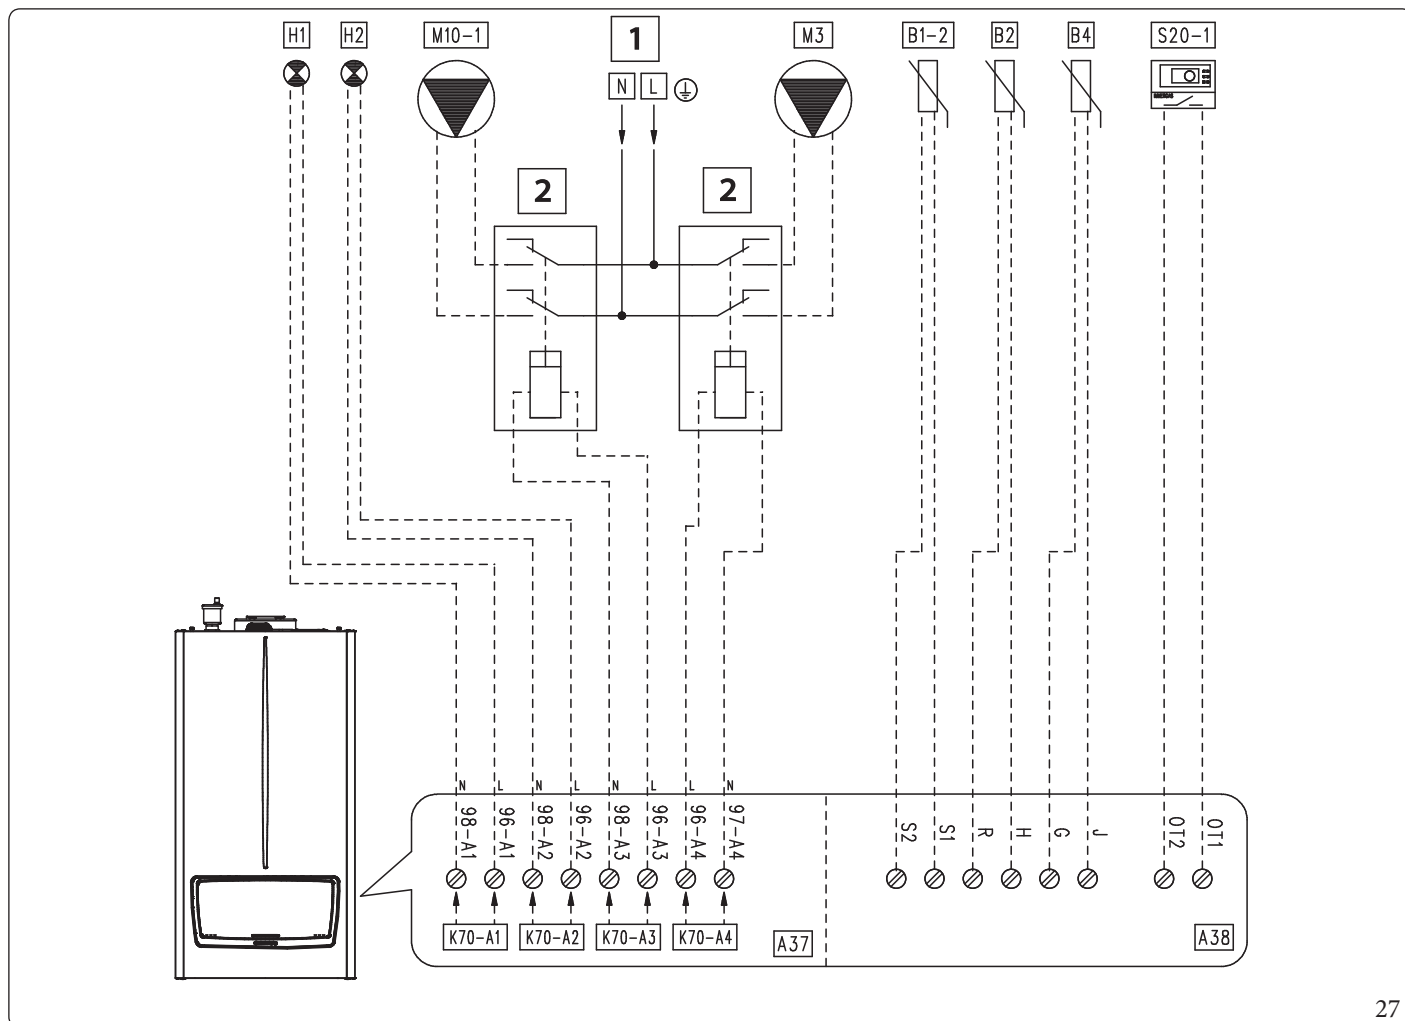 H1 H2 M10-1 1 M3 B1-2 B2 B4 S20-1
N L
IMMERGAS
2 2
N L N L N L L N
98-A1 96-A1 98-A2 96-A2 98-A3 96-A3 96-A4 97-A4 S2 S1 R H G J OT2 OT1
K70-A1 K70-A2 K70-A3 K70-A4 A37 A38
27